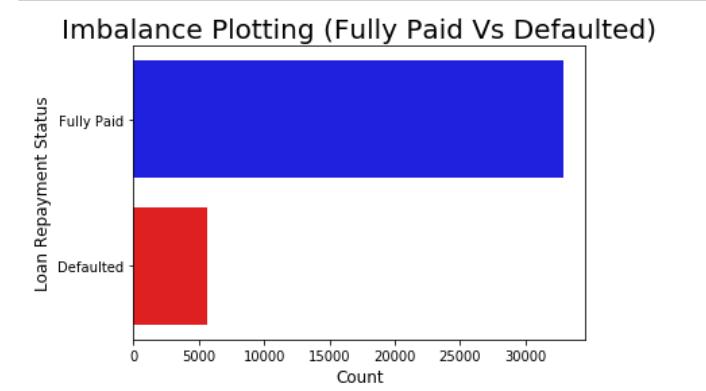 Imbalance Plotting (Fully Paid Vs Defaulted)
Loan Repayment Status
Fully Paid
Defaulted
0 5000 10000 15000 20000 25000 30000
Count